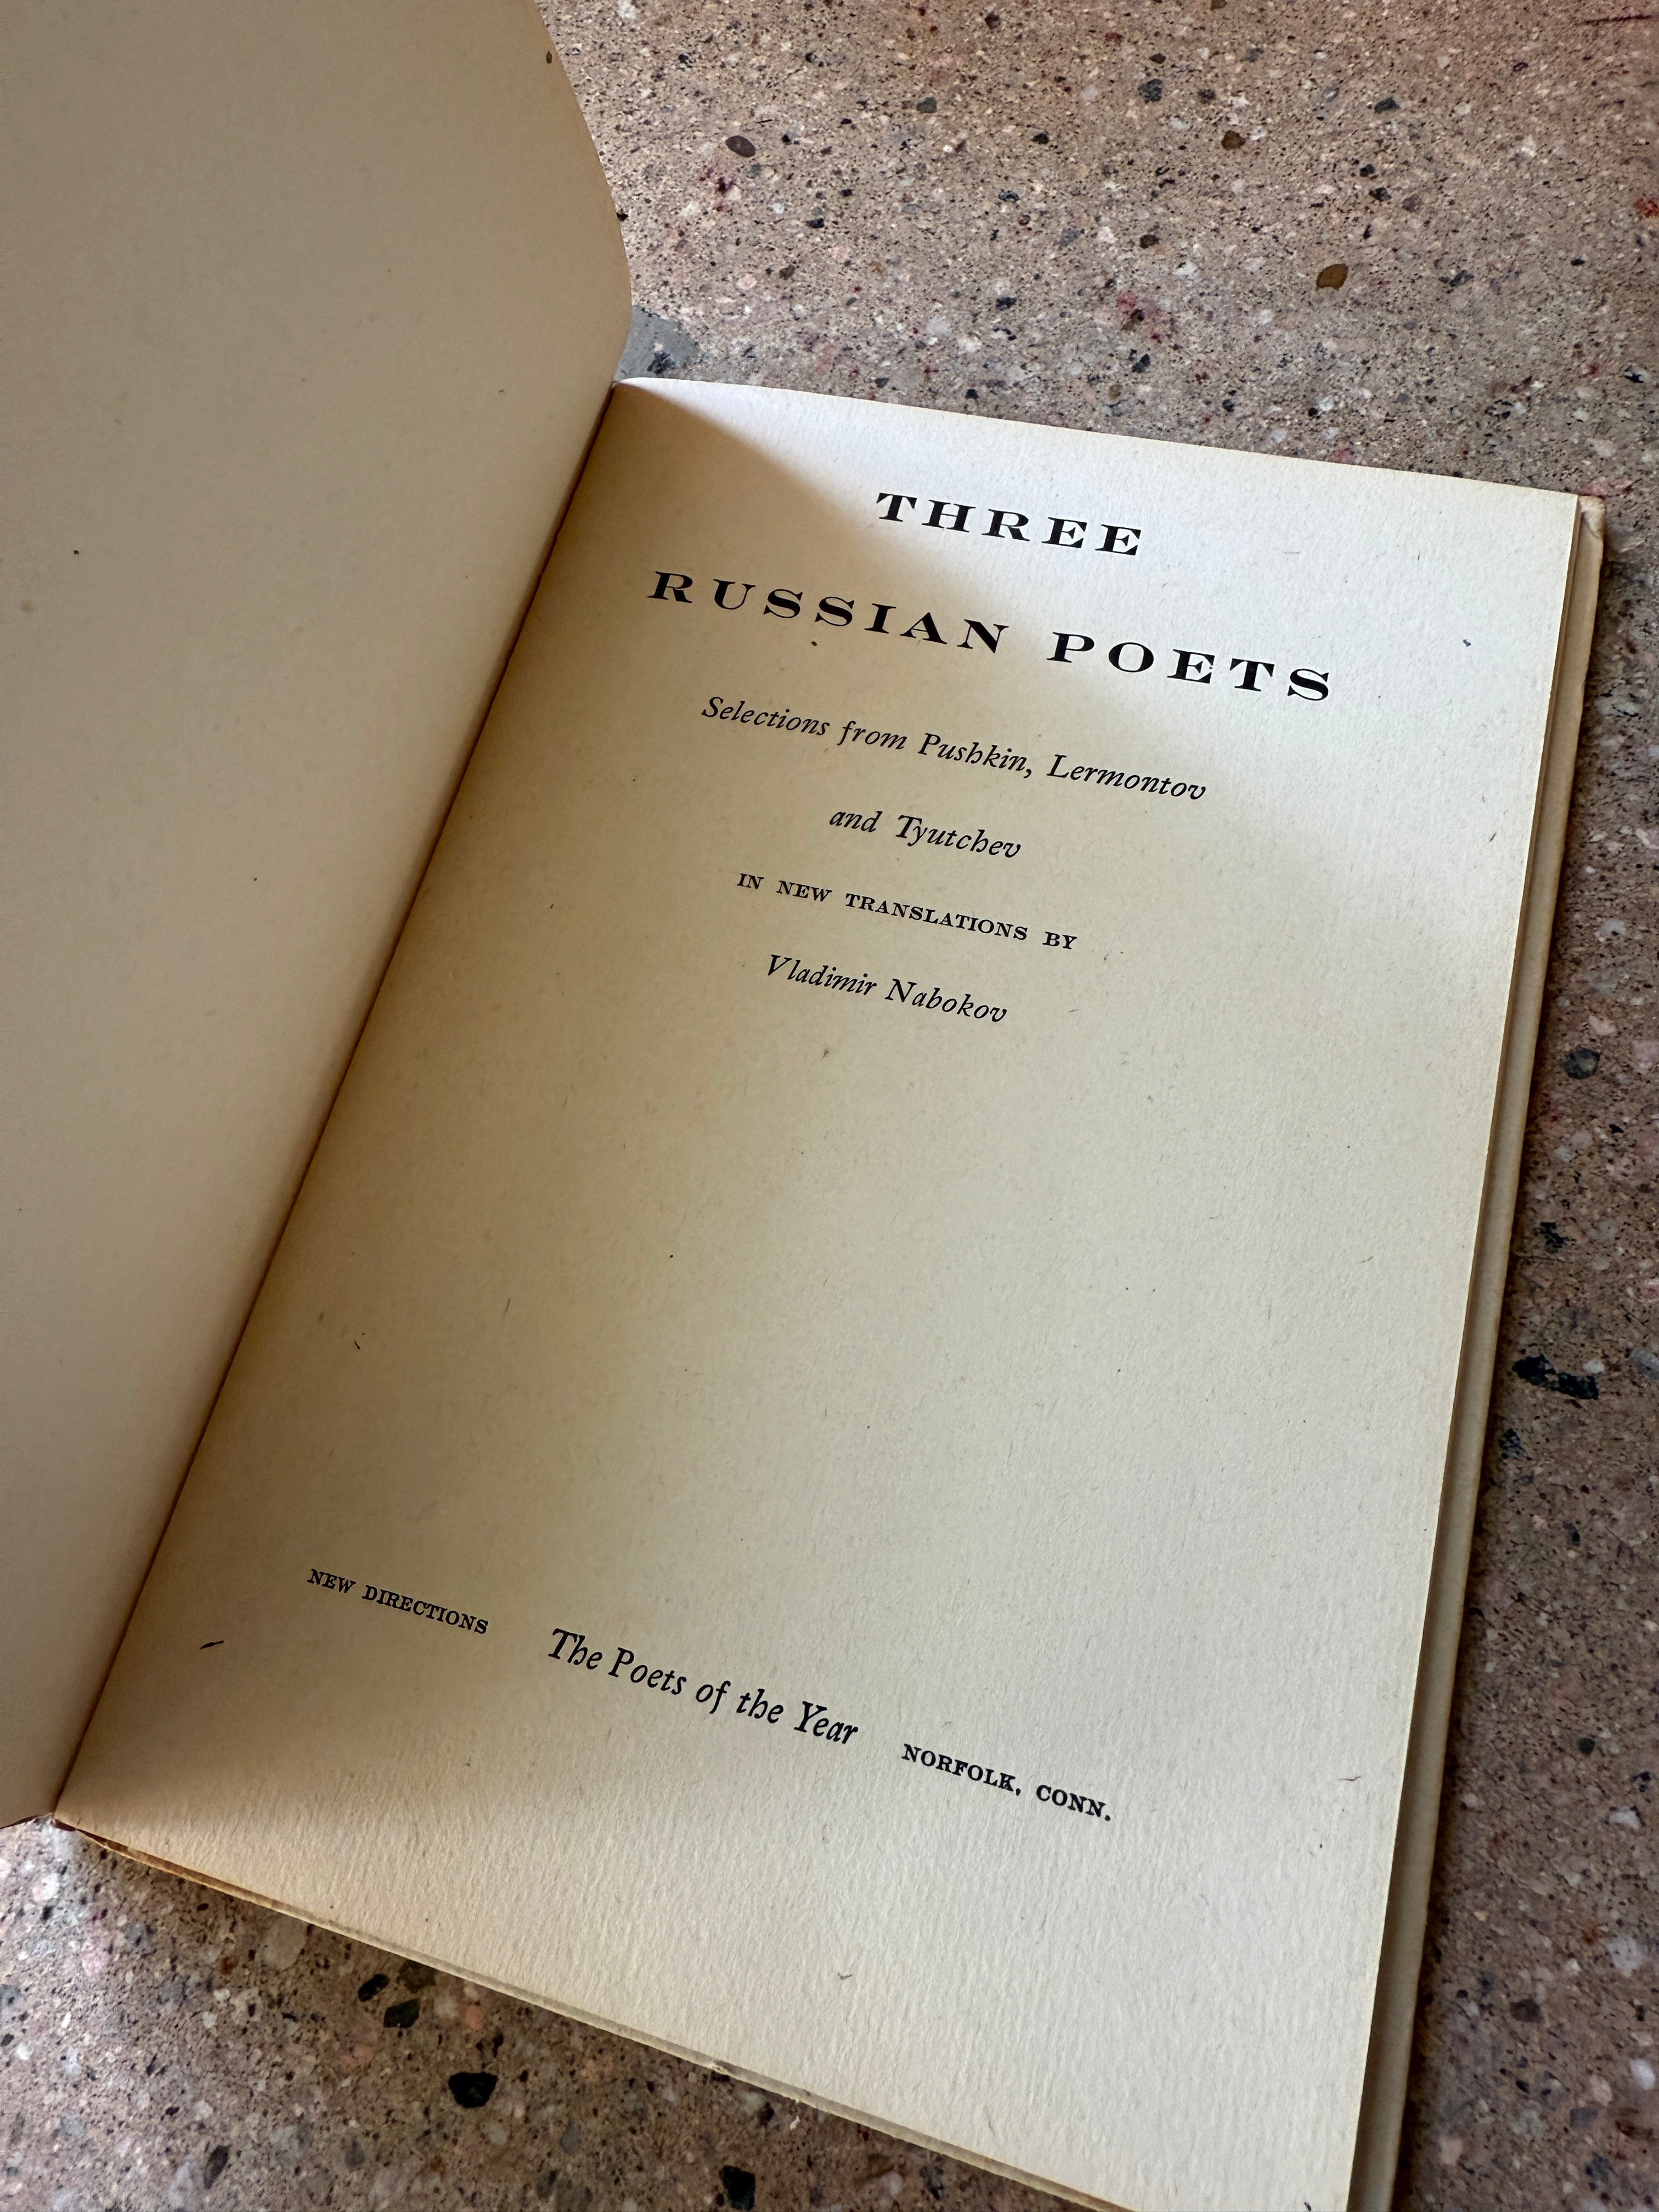 THREE
RUSSIAN POETS
Selections from Pushkin, Lermontov
and Tyutchev
IN NEW TRANSLATIONS BY
Vladimir Nabokov
NEW DIRECTIONS The Poets of the Year NORFOLK, CONN.